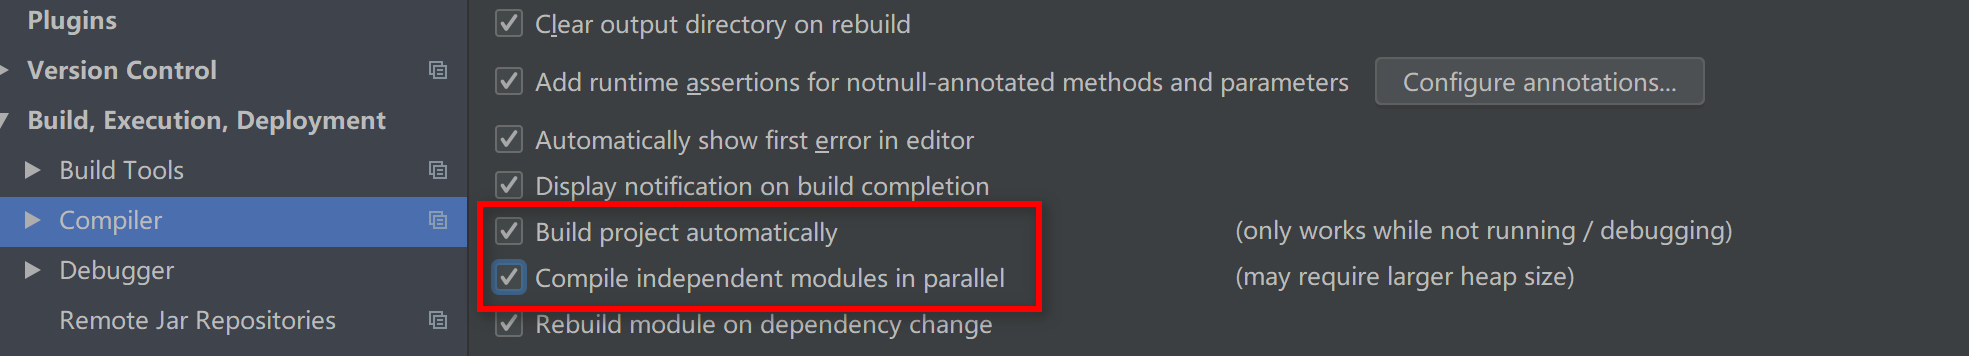 Plugins
Version Control
Build, Execution, Deployment
Build Tools
Compiler
Debugger
Remote Jar Repositories
Clear output directory on rebuild
Add runtime assertions for notnull-annotated methods and parameters Configure annotations...
Automatically show first error in editor
Display notification on build completion
Build project automatically (only works while not running / debugging)
Compile independent modules in parallel (may require larger heap size)
Rebuild module on dependency change